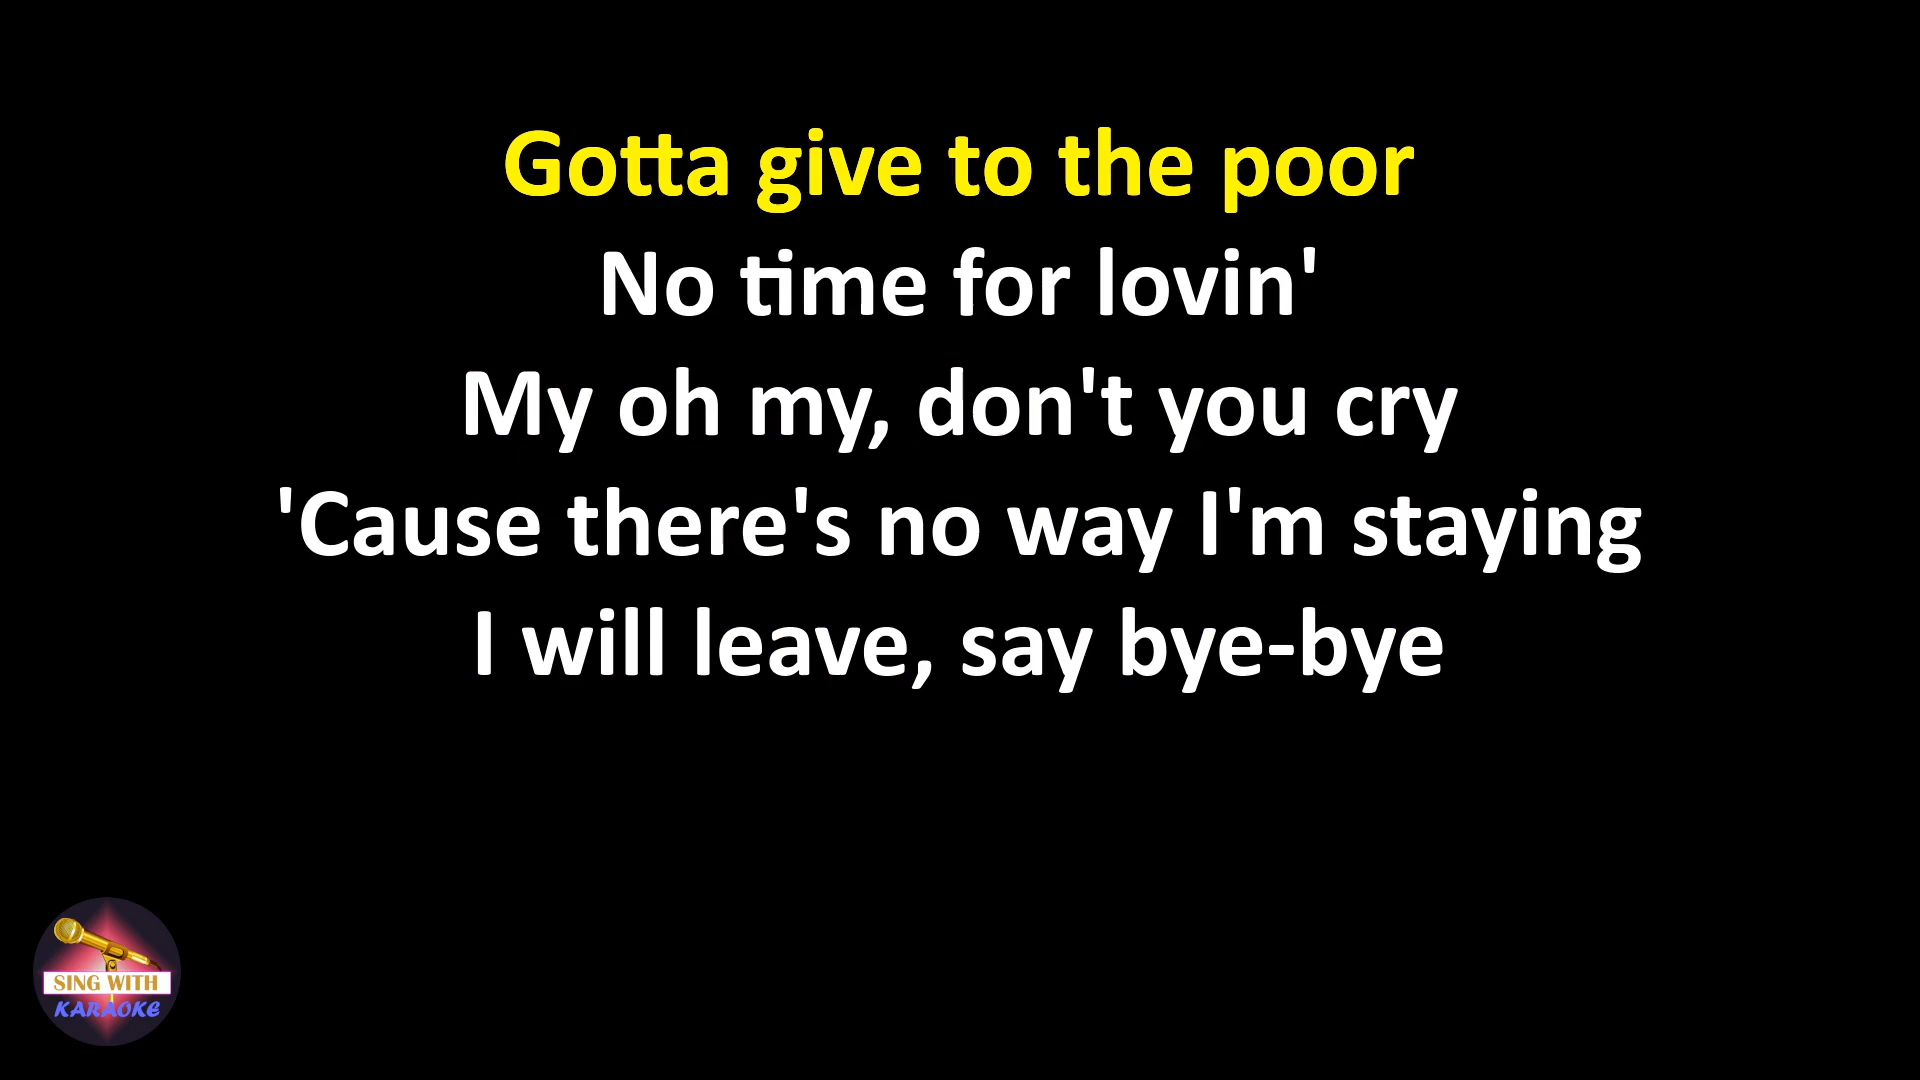 Gotta give to the poor
No time for lovin'
My oh my, don't you cry
'Cause there's no way I'm staying
I will leave, say bye-bye
SING WITH
KARAOKE